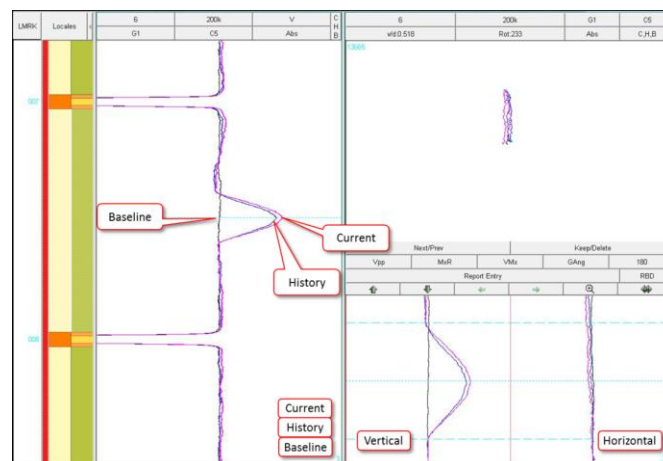 LMRK
Locales
6
200k
V
C
H
B
G1
C5
Abs
6
200k
G1
C5
v/d:0.518
Rot:233
Abs
C,H,B
13685
007
Baseline
Current
History
006
Current
History
Baseline
Next/Prev
Keep/Delete
Vpp
MxR
VMx
GAng
180
Report Entry
RBD
Vertical
Horizontal